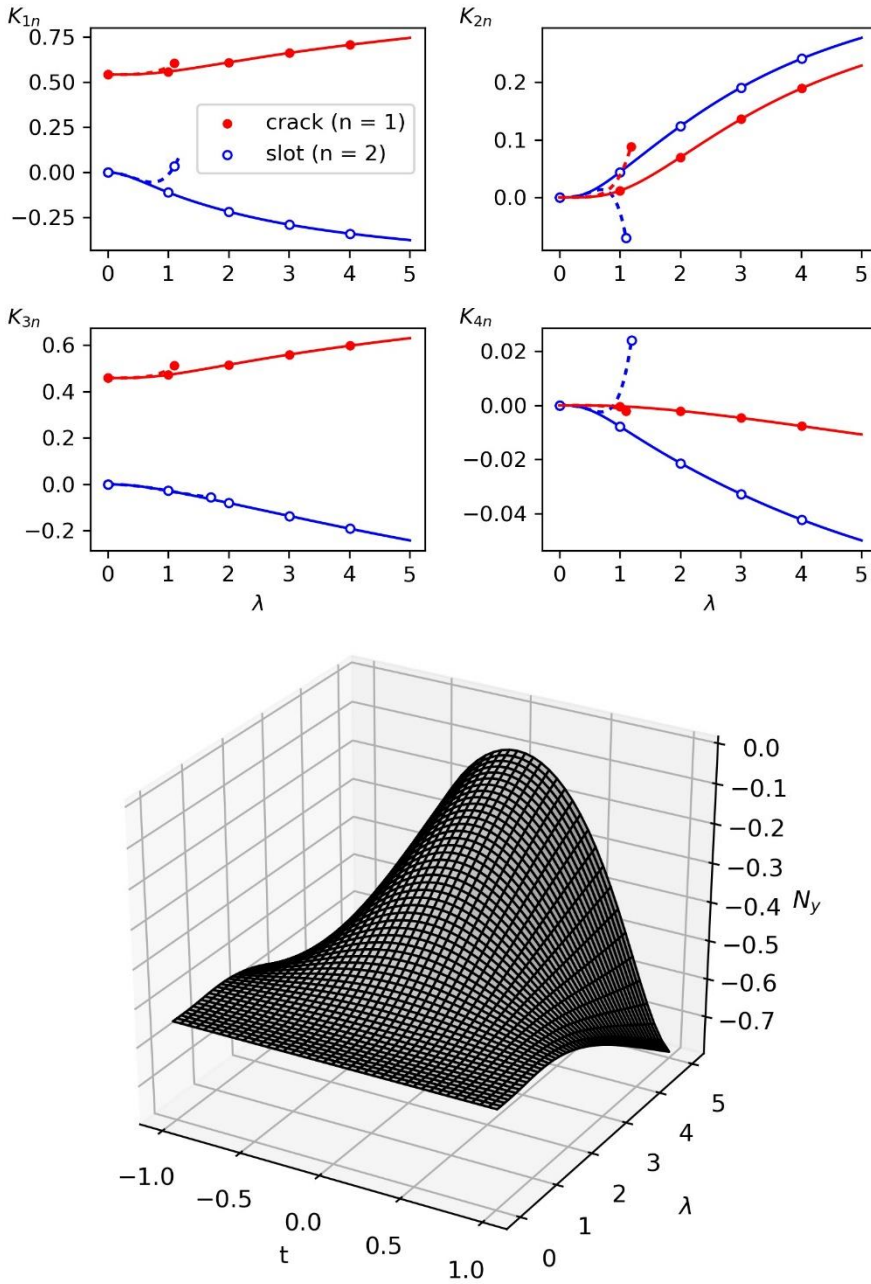 K₁ₙ
0.75
0.50
0.25
0.00
−0.25
0 1 2 3 4 5
crack (n = 1)
slot (n = 2)
K₂ₙ
0.2
0.1
0.0
0 1 2 3 4 5
K₃ₙ
0.6
0.4
0.2
0.0
−0.2
0 1 2 3 4 5
λ
K₄ₙ
0.02
0.00
−0.02
−0.04
0 1 2 3 4 5
λ
0.0
−0.1
−0.2
−0.3
−0.4
−0.5
−0.6
−0.7
N_y
−1.0
−0.5
0.0
0.5
1.0
t
0
1
2
3
4
5
λ